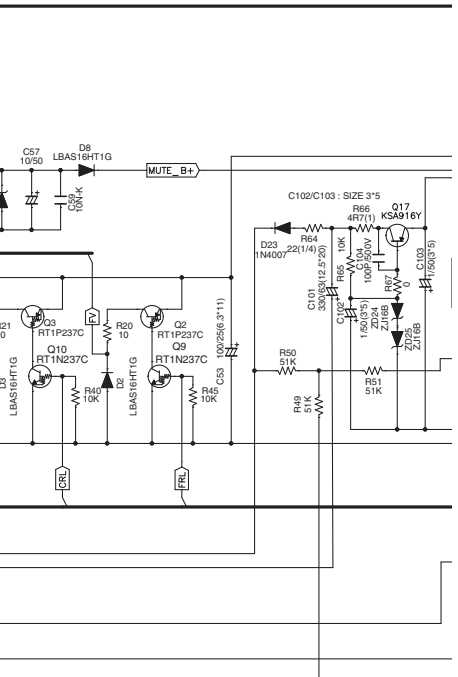 C57
10/50
D8
LBAS16HT1G
C59
10N-K
MUTE_B+
C102/C103 : SIZE 3*5
R66
4R7(1)
Q17
KSA916Y
D23
1N4007
R64
22(1/4)
10K
R65
C104
100P/500V
C103
1/50(3*5)
C101
330/63(12.5*20)
C102
1/50(3*5)
R67
0
ZD24
ZJ16B
ZD25
ZJ16B
Q3
RT1P237C
FV
R20
10
Q2
RT1P237C
C53
100/25(6.3*11)
Q10
RT1N237C
Q9
RT1N237C
D3
LBAS16HT1G
R40
10K
D2
LBAS16HT1G
R45
10K
R50
51K
R51
51K
R49
51K
CRL
FRL